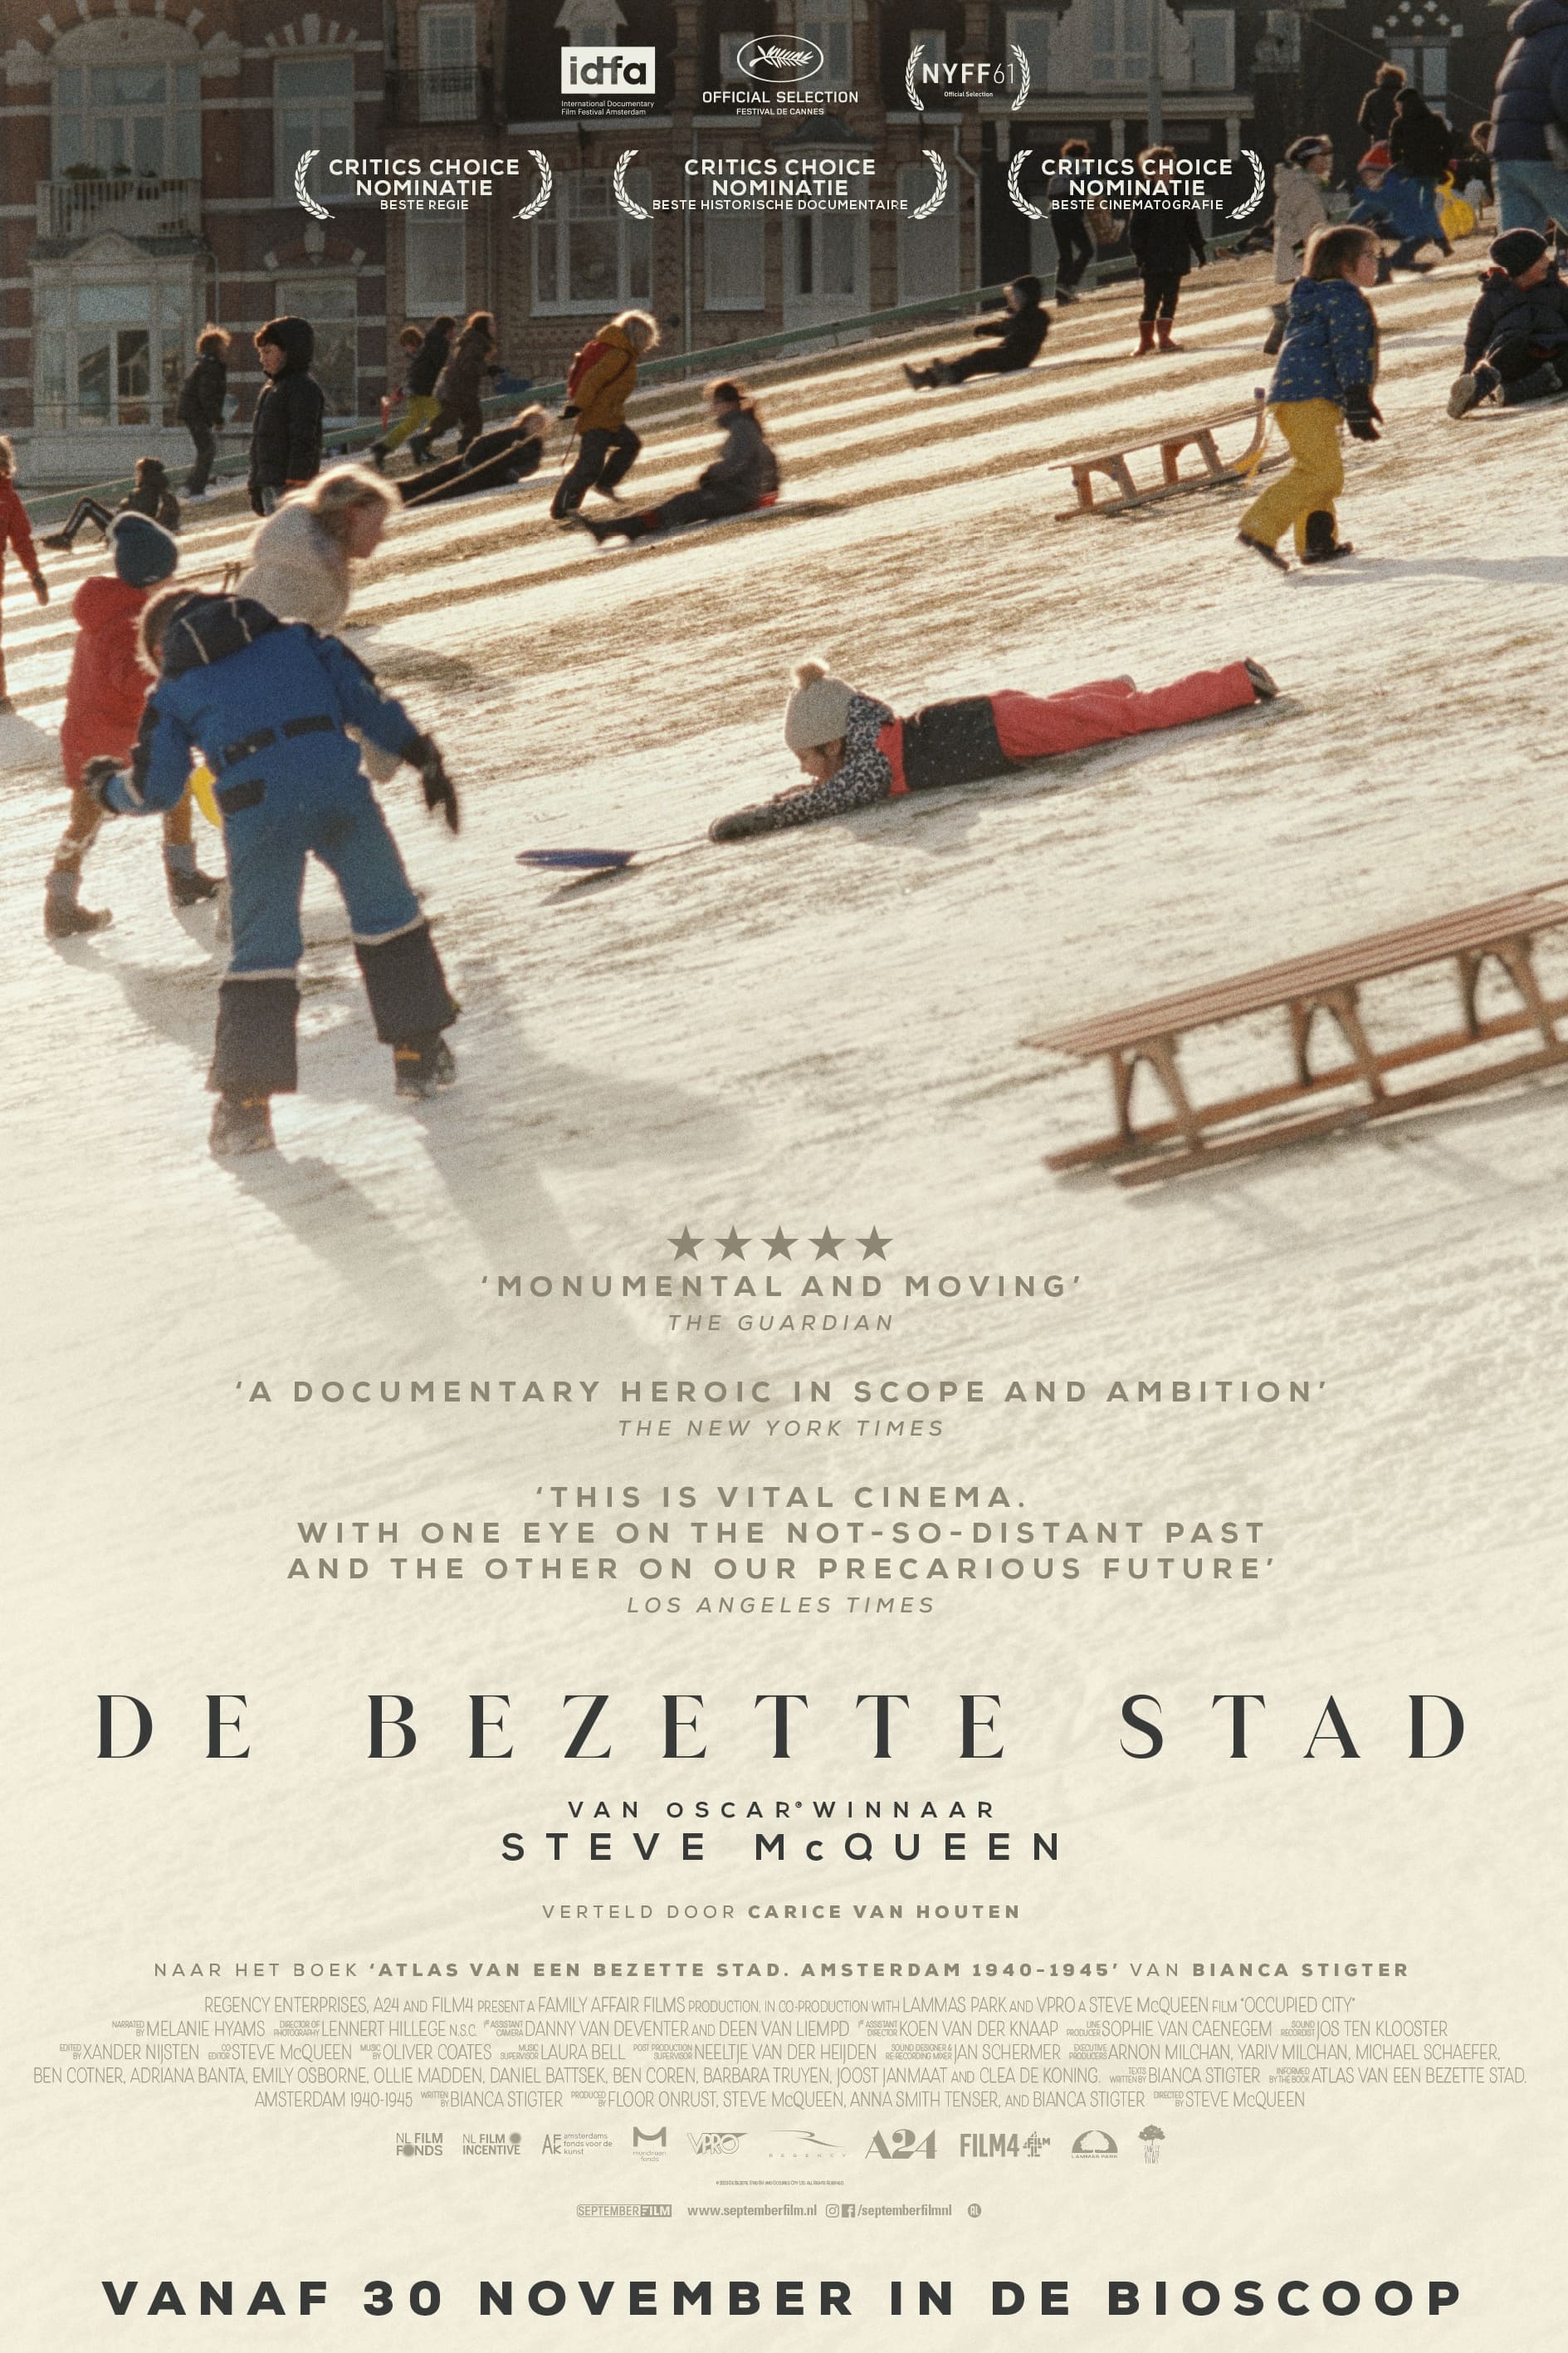 idfa
International Documentary
Film Festival Amsterdam
OFFICIAL SELECTION
FESTIVAL DE CANNES
NYFF61
Official Selection
CRITICS CHOICE
NOMINATIE
BESTE REGIE
CRITICS CHOICE
NOMINATIE
BESTE HISTORISCHE DOCUMENTAIRE
CRITICS CHOICE
NOMINATIE
BESTE CINEMATOGRAFIE
★★★★★
‘MONUMENTAL AND MOVING’
THE GUARDIAN
‘A DOCUMENTARY HEROIC IN SCOPE AND AMBITION’
THE NEW YORK TIMES
‘THIS IS VITAL CINEMA.
WITH ONE EYE ON THE NOT-SO-DISTANT PAST
AND THE OTHER ON OUR PRECARIOUS FUTURE’
LOS ANGELES TIMES
DE BEZETTE STAD
VAN OSCAR® WINNAAR
STEVE McQUEEN
VERTELD DOOR CARICE VAN HOUTEN
NAAR HET BOEK ‘ATLAS VAN EEN BEZETTE STAD. AMSTERDAM 1940-1945’ VAN BIANCA STIGTER
REGENCY ENTERPRISES, A24 AND FILM4 PRESENT A FAMILY AFFAIR FILMS PRODUCTION. IN CO-PRODUCTION WITH LAMMAS PARK AND VPRO A STEVE McQUEEN FILM “OCCUPIED CITY”
NARRATED BY MELANIE HYAMS DIRECTOR OF PHOTOGRAPHY LENNERT HILLEGE N.S.C. 1st ASSISTANT CAMERA DANNY VAN DEVENTER AND DEEN VAN LIEMPD 1st ASSISTANT DIRECTOR KOEN VAN DER KNAAP LINE PRODUCER SOPHIE VAN CAENEGEM SOUND RECORDIST JOS TEN KLOOSTER
EDITED BY XANDER NIJSTEN CO EDITOR STEVE McQUEEN MUSIC BY OLIVER COATES MUSIC SUPERVISOR LAURA BELL POST PRODUCTION SUPERVISOR NEELTJE VAN DER HEIJDEN SOUND DESIGNER & RE-RECORDING MIXER JAN SCHERMER EXECUTIVE PRODUCERS ARNON MILCHAN, YARIV MILCHAN, MICHAEL SCHAEFER,
BEN COTNER, ADRIANA BANTA, EMILY OSBORNE, OLLIE MADDEN, DANIEL BATTSEK, BEN COREN, BARBARA TRUYEN, JOOST JANMAAT AND CLEA DE KONING. TEXTS WRITTEN BY BIANCA STIGTER INFORMED BY THE BOOK ATLAS VAN EEN BEZETTE STAD.
AMSTERDAM 1940-1945 WRITTEN BY BIANCA STIGTER PRODUCED BY FLOOR ONRUST, STEVE McQUEEN, ANNA SMITH TENSER, AND BIANCA STIGTER DIRECTED BY STEVE McQUEEN
NL FILM FONDS
NL FILM INCENTIVE
AFK amsterdams fonds voor de kunst
mondriaan fonds
VPRO
REGENCY
A24
FILM4
LAMMAS PARK
SEPTEMBER FILM www.septemberfilm.nl /septemberfilmnl AL
VANAF 30 NOVEMBER IN DE BIOSCOOP